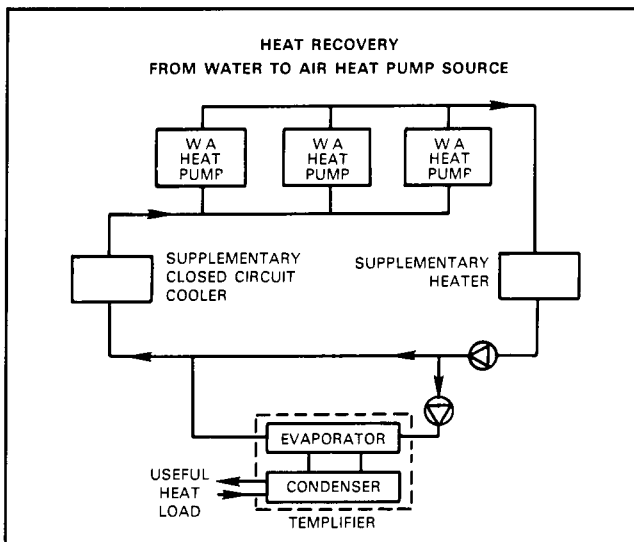 HEAT RECOVERY
FROM WATER TO AIR HEAT PUMP SOURCE
W A
HEAT
PUMP
W A
HEAT
PUMP
W A
HEAT
PUMP
SUPPLEMENTARY
CLOSED CIRCUIT
COOLER
SUPPLEMENTARY
HEATER
EVAPORATOR
CONDENSER
USEFUL
HEAT
LOAD
TEMPLIFIER